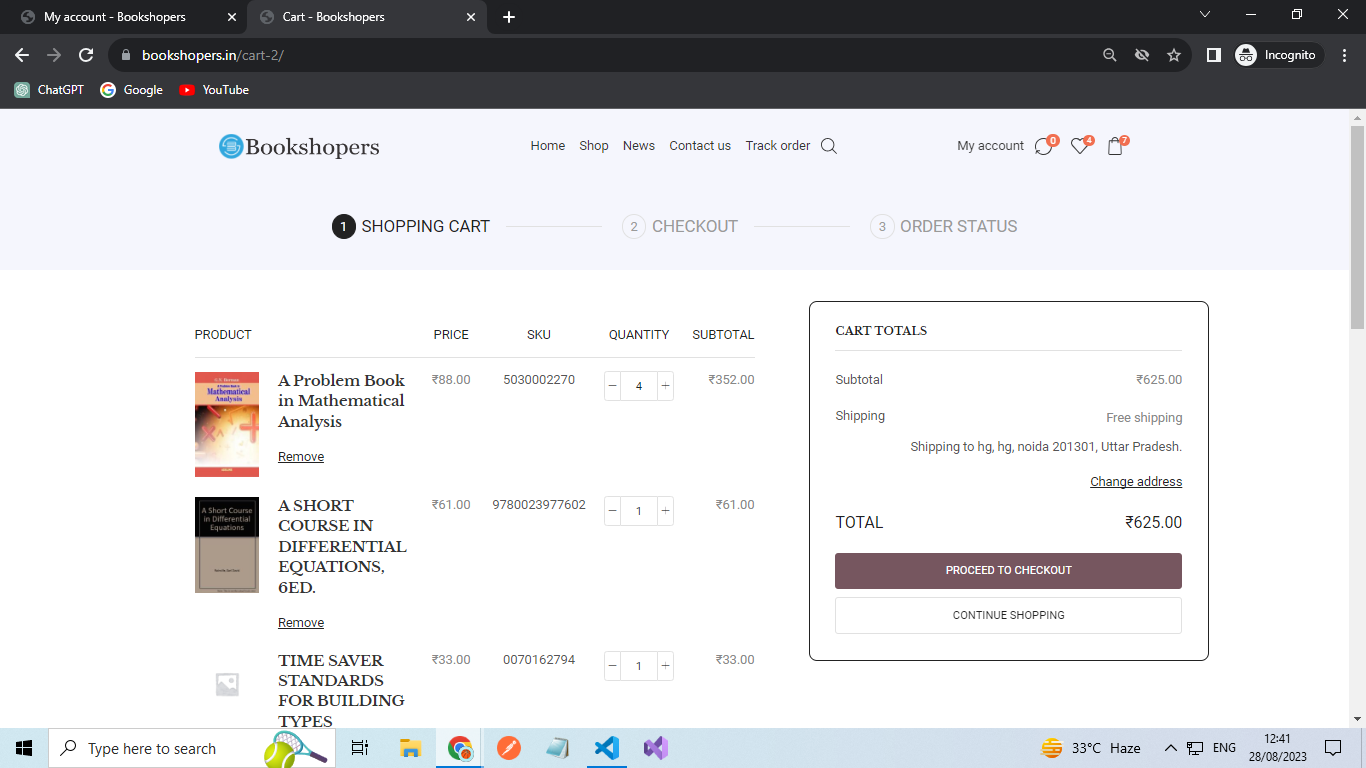 My account - Bookshopers
Cart - Bookshopers
bookshopers.in/cart-2/
Incognito
ChatGPT
Google
YouTube
Bookshopers
Home
Shop
News
Contact us
Track order
My account
0
4
7
1 SHOPPING CART
2 CHECKOUT
3 ORDER STATUS
PRODUCT PRICE SKU QUANTITY SUBTOTAL
Mathematical
Analysis
A Problem Book
in Mathematical
Analysis
₹88.00 5030002270 − 4 + ₹352.00
Remove
A Short Course
in Differential
Equations
A SHORT
COURSE IN
DIFFERENTIAL
EQUATIONS,
6ED.
₹61.00 9780023977602 − 1 + ₹61.00
Remove
TIME SAVER
STANDARDS
FOR BUILDING
TYPES
₹33.00 0070162794 − 1 + ₹33.00
CART TOTALS
Subtotal ₹625.00
Shipping Free shipping
Shipping to hg, hg, noida 201301, Uttar Pradesh.
Change address
TOTAL ₹625.00
PROCEED TO CHECKOUT
CONTINUE SHOPPING
Type here to search
33°C Haze
ENG
12:41
28/08/2023